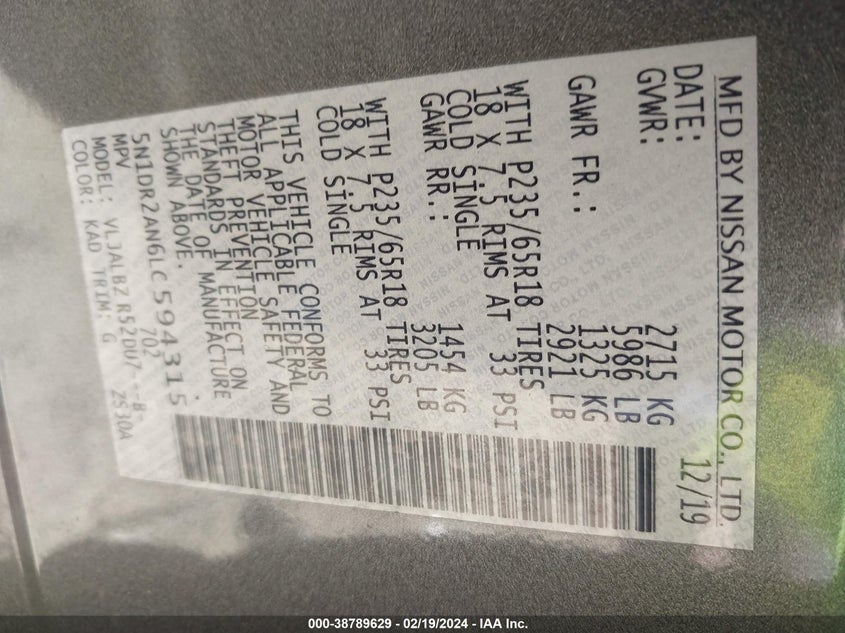 MFD BY NISSAN MOTOR CO., LTD.
DATE: 12/19
GVWR: 2715 KG
5986 LB
GAWR FR.: 1325 KG
2921 LB
WITH P235/65R18 TIRES
18 X 7.5 RIMS AT 33 PSI
COLD SINGLE
GAWR RR.: 1454 KG
3205 LB
WITH P235/65R18 TIRES
18 X 7.5 RIMS AT 33 PSI
COLD SINGLE
THIS VEHICLE CONFORMS TO
ALL APPLICABLE FEDERAL
MOTOR VEHICLE SAFETY AND
THEFT PREVENTION
STANDARDS IN EFFECT ON
THE DATE OF MANUFACTURE
SHOWN ABOVE.
5N1DR2AN6LC594315
MPV 702
MODEL: VLJALBZ R52DU7--B-
COLOR: KAD TRIM: G 2S30A
000-38789629 - 02/19/2024 - IAA Inc.